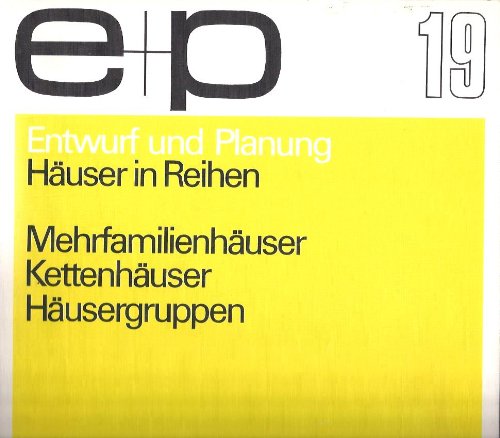 e+p 19
Entwurf und Planung
Häuser in Reihen
Mehrfamilienhäuser
Kettenhäuser
Häusergruppen